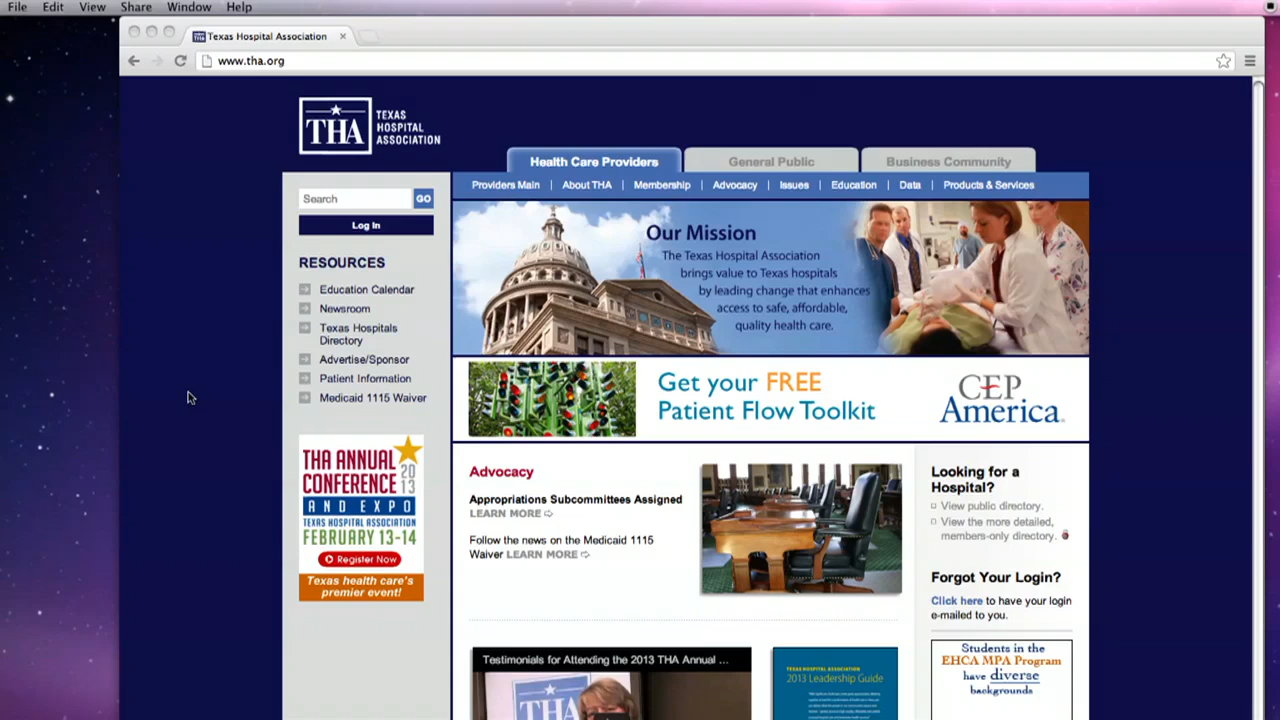 File Edit View Share Window Help
Texas Hospital Association
www.tha.org
THA
TEXAS
HOSPITAL
ASSOCIATION
Health Care Providers
General Public
Business Community
Providers Main | About THA | Membership | Advocacy | Issues | Education | Data | Products & Services
Search
GO
Log In
RESOURCES
Education Calendar
Newsroom
Texas Hospitals
Directory
Advertise/Sponsor
Patient Information
Medicaid 1115 Waiver
THA ANNUAL
CONFERENCE
2013
AND EXPO
TEXAS HOSPITAL ASSOCIATION
FEBRUARY 13-14
Register Now
Texas health care's
premier event!
Our Mission
The Texas Hospital Association
brings value to Texas hospitals
by leading change that enhances
access to safe, affordable,
quality health care.
Get your FREE
Patient Flow Toolkit
CEP
America
Advocacy
Appropriations Subcommittees Assigned
LEARN MORE
Follow the news on the Medicaid 1115
Waiver LEARN MORE
Testimonials for Attending the 2013 THA Annual ...
THA
TEXAS HOSPITAL ASSOCIATION
2013 Leadership Guide
Looking for a
Hospital?
View public directory.
View the more detailed,
members-only directory.
Forgot Your Login?
Click here to have your login
e-mailed to you.
Students in the
EHCA MPA Program
have diverse
backgrounds